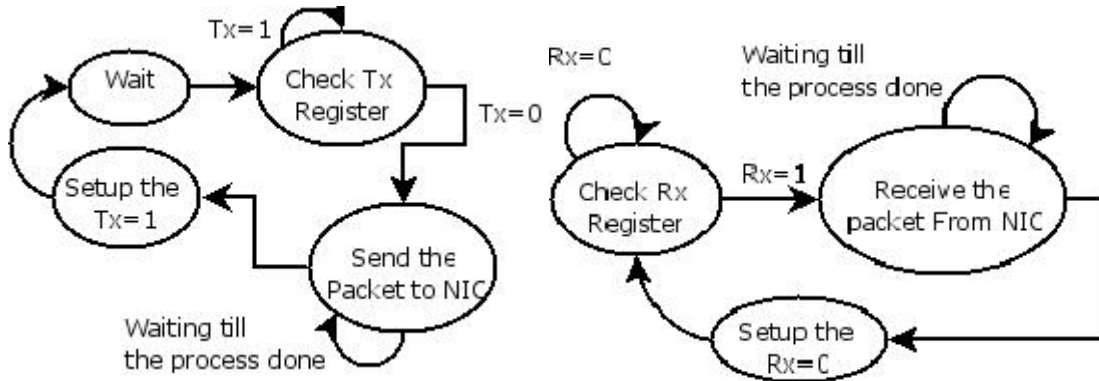 Tx=1
Wait
Check Tx
Register
Tx=0
Setup the
Tx=1
Send the
Packet to NIC
Waiting till
the process done
Rx=0
Waiting till
the process done
Check Rx
Register
Rx=1
Receive the
packet From NIC
Setup the
Rx=0